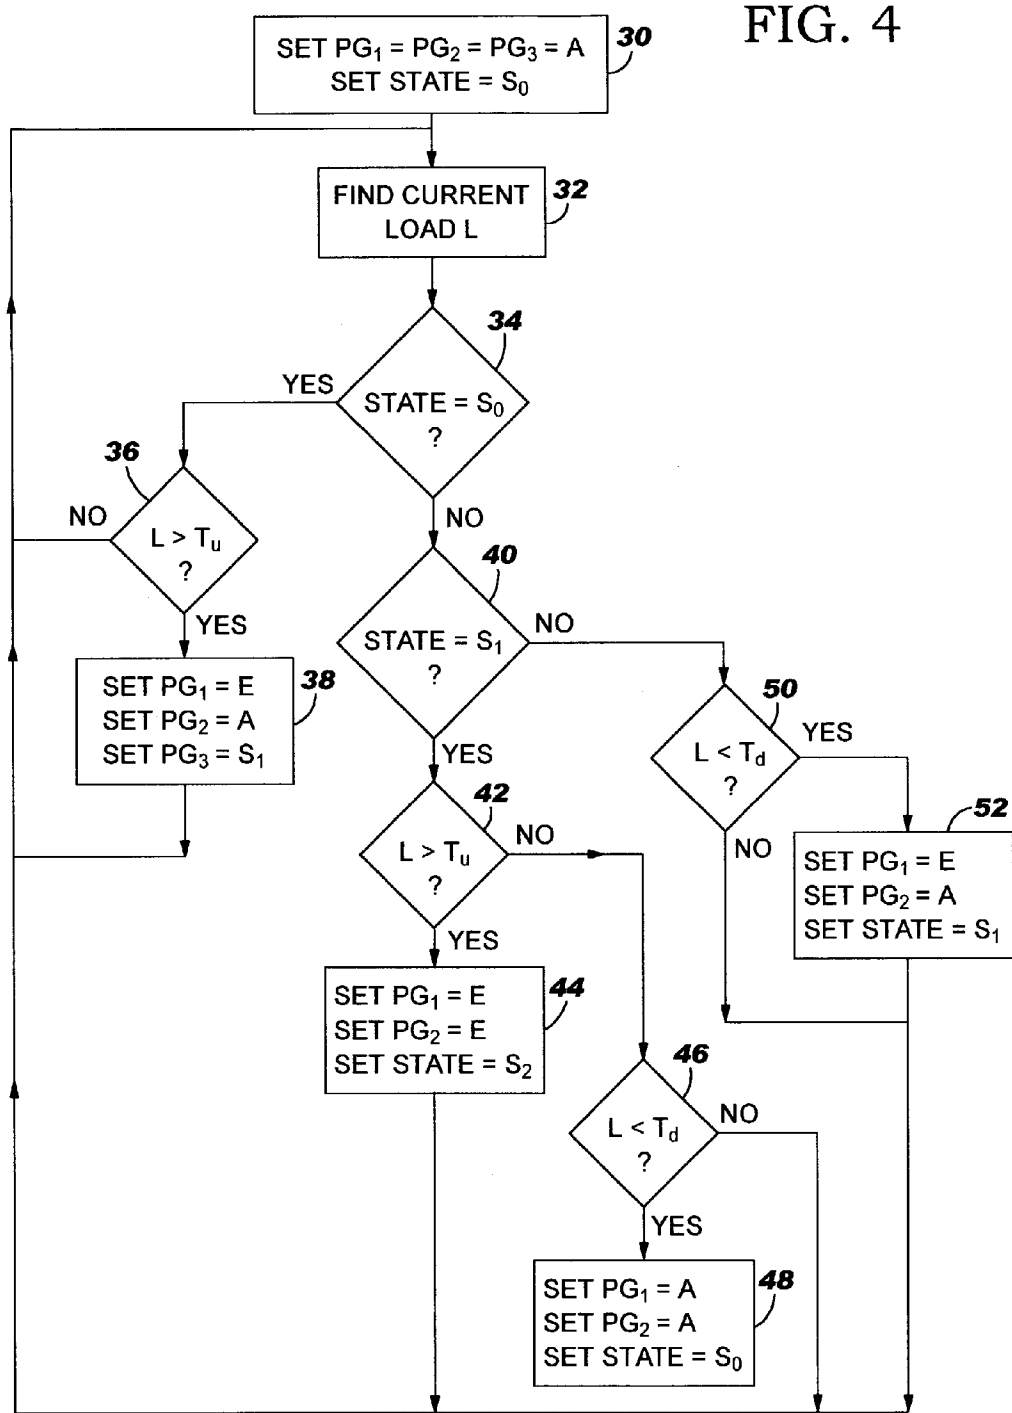 FIG. 4
SET PG₁ = PG₂ = PG₃ = A
SET STATE = S₀
30
FIND CURRENT
LOAD L
32
34
STATE = S₀
?
YES
NO
36
L > Tᵤ
?
NO
YES
38
SET PG₁ = E
SET PG₂ = A
SET PG₃ = S₁
40
STATE = S₁
?
NO
YES
50
L < T_d
?
YES
NO
52
SET PG₁ = E
SET PG₂ = A
SET STATE = S₁
42
L > Tᵤ
?
NO
YES
44
SET PG₁ = E
SET PG₂ = E
SET STATE = S₂
46
L < T_d
?
NO
YES
48
SET PG₁ = A
SET PG₂ = A
SET STATE = S₀